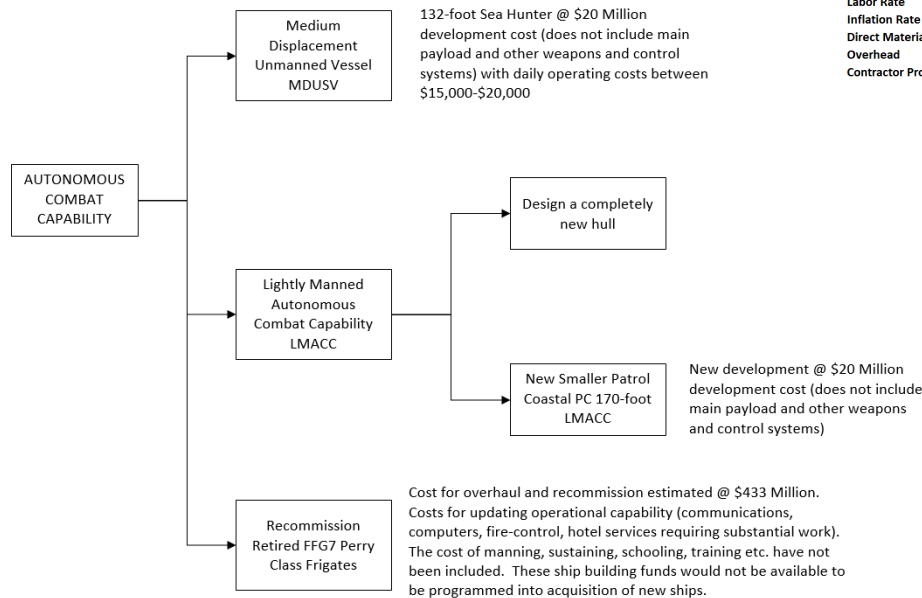 Medium
Displacement
Unmanned Vessel
MDUSV
132-foot Sea Hunter @ $20 Million
development cost (does not include main
payload and other weapons and control
systems) with daily operating costs between
$15,000-$20,000
Labor Rate
Inflation Rate
Direct
Overhead
Contractor
AUTONOMOUS
COMBAT
CAPABILITY
Design a completely
new hull
Lightly Manned
Autonomous
Combat Capability
LMACC
New Smaller Patrol
Coastal PC 170-foot
LMACC
New development @ $20 Million
development cost (does not include
main payload and other weapons
and control systems)
Recommission
Retired FFG7 Perry
Class Frigates
Cost for overhaul and recommission estimated @ $433 Million.
Costs for updating operational capability (communications,
computers, fire-control, hotel services requiring substantial work).
The cost of manning, sustaining, schooling, training etc. have not
been included. These ship building funds would not be available to
be programmed into acquisition of new ships.